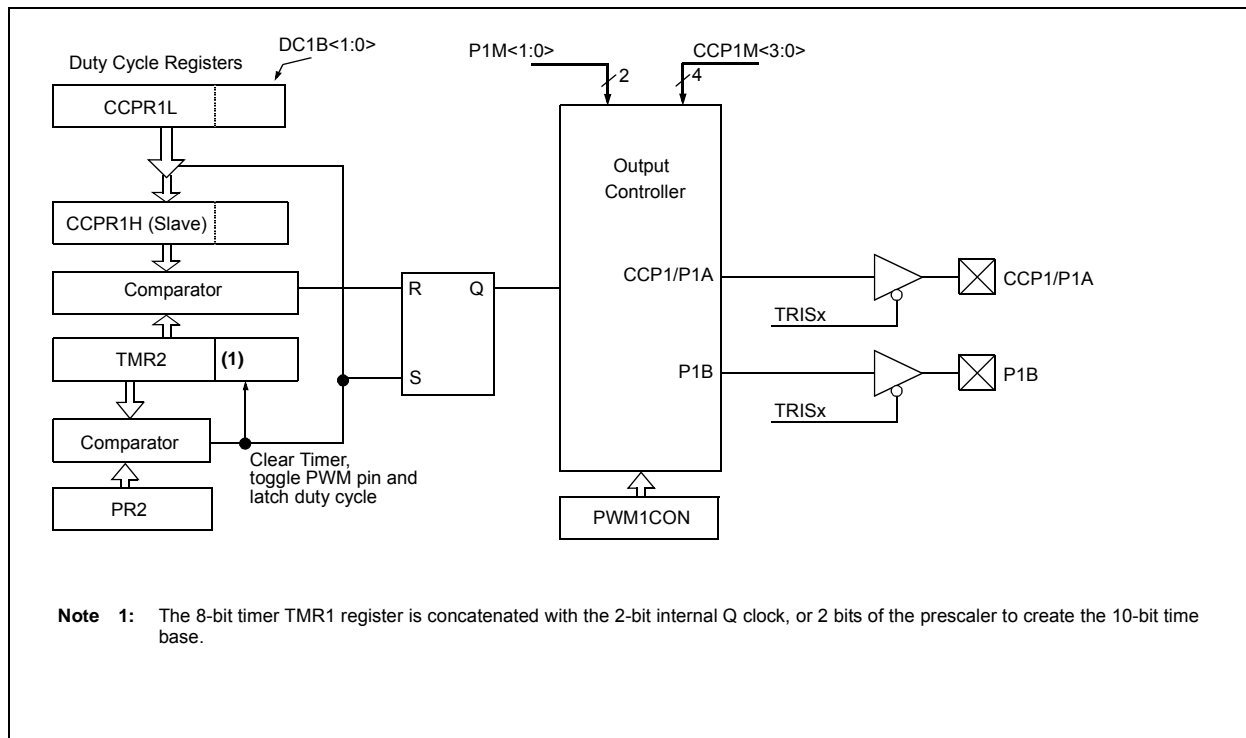 DC1B<1:0>
Duty Cycle Registers
CCPR1L
CCPR1H (Slave)
Comparator
TMR2
(1)
Comparator
PR2
Clear Timer,
toggle PWM pin and
latch duty cycle
R
Q
S
P1M<1:0>
2
CCP1M<3:0>
4
Output
Controller
CCP1/P1A
P1B
PWM1CON
TRISx
CCP1/P1A
TRISx
P1B
Note 1: The 8-bit timer TMR1 register is concatenated with the 2-bit internal Q clock, or 2 bits of the prescaler to create the 10-bit time
base.